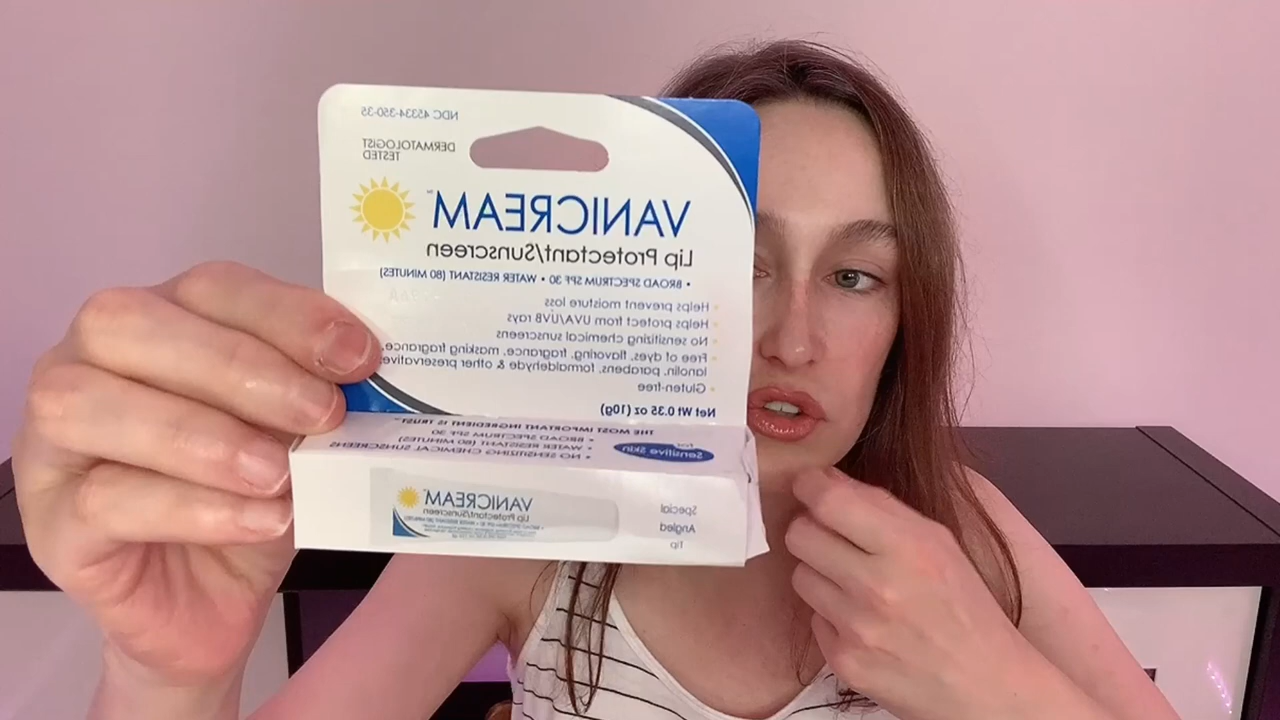 NDC 45334-350-35
DERMATOLOGIST
TESTED
VANICREAM™
Lip Protectant/Sunscreen
• BROAD SPECTRUM SPF 30 • WATER RESISTANT (80 MINUTES)
• Helps prevent moisture loss
• Helps protect from UVA/UVB rays
• No sensitizing chemical sunscreens
• Free of dyes, flavoring, fragrance, masking fragrance,
lanolin, parabens, formaldehyde & other preservatives
• Gluten-free
Net Wt 0.35 oz (10g)
THE MOST IMPORTANT INGREDIENT IS TRUST™
For
Sensitive Skin
• BROAD SPECTRUM SPF 30
• WATER RESISTANT (80 MINUTES)
• NO SENSITIZING CHEMICAL SUNSCREENS
Special
Angled
Tip
VANICREAM™
Lip Protectant/Sunscreen